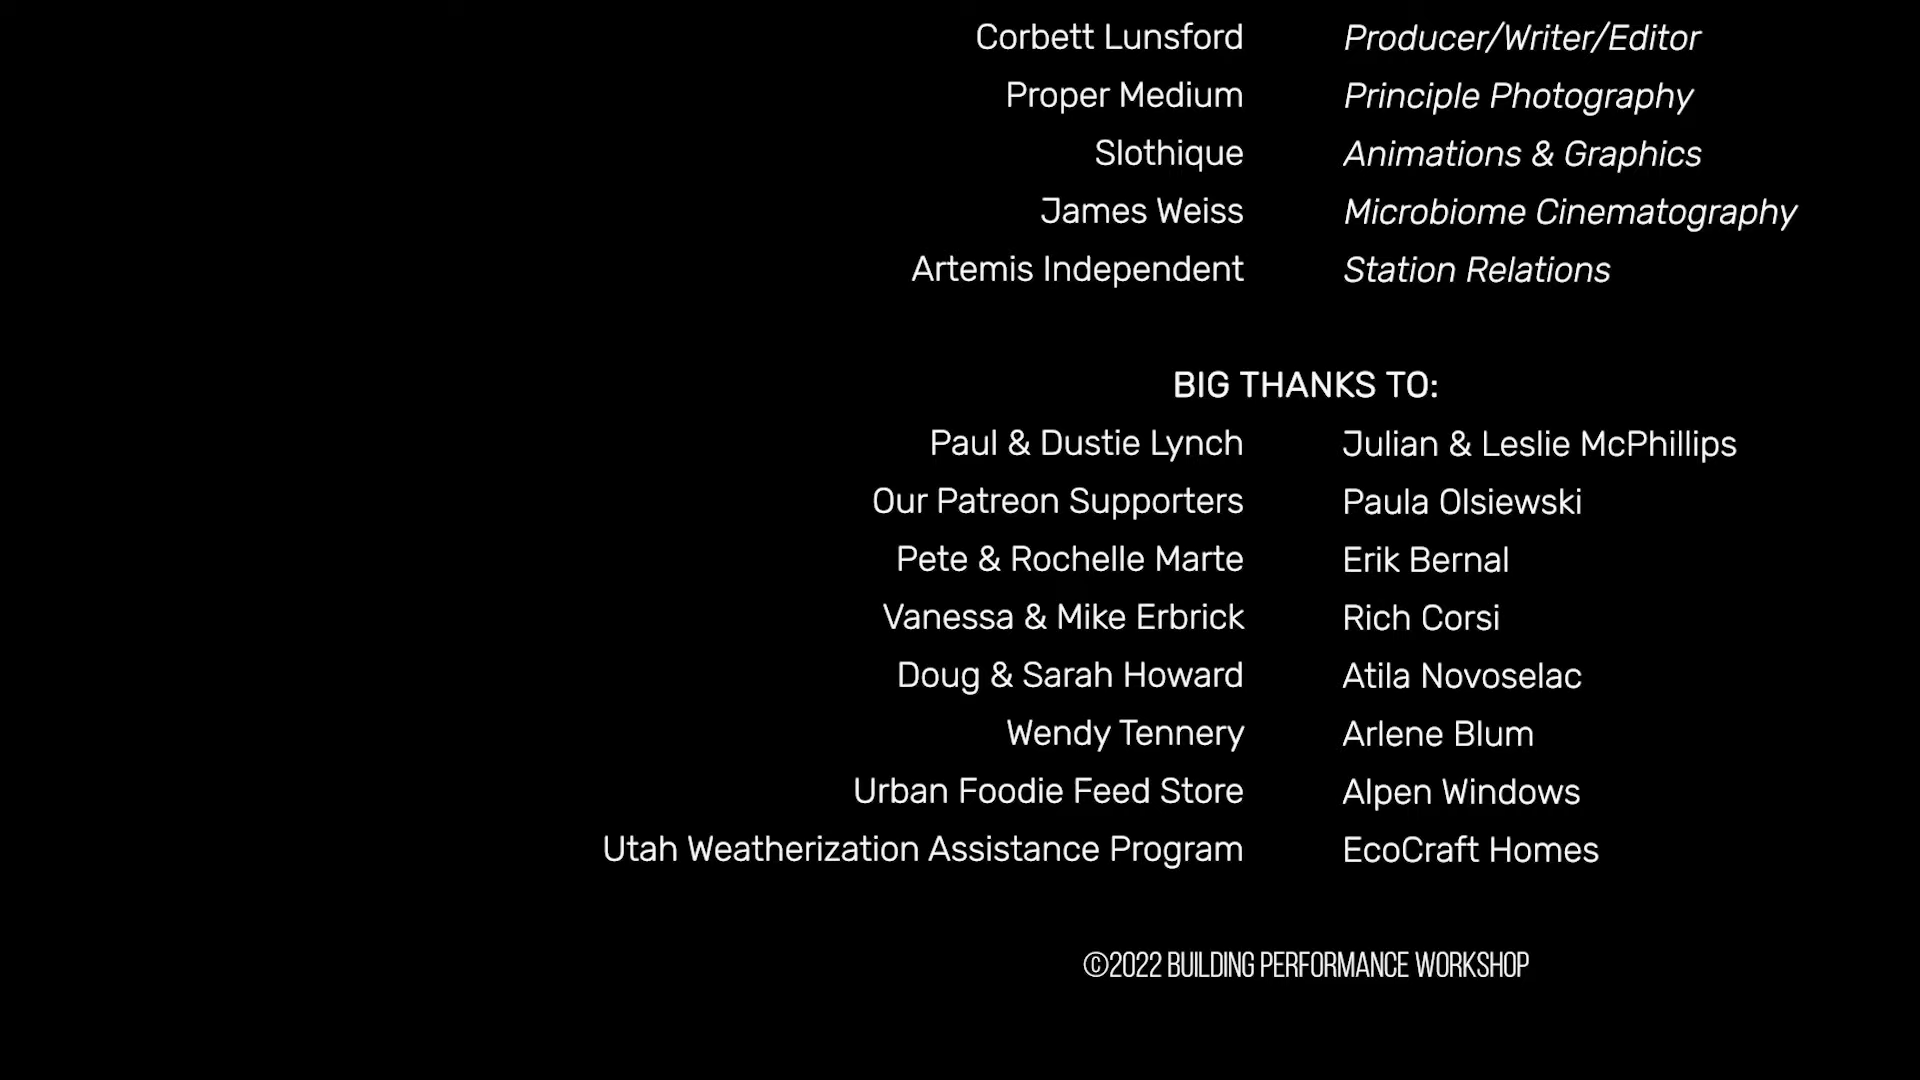 Corbett Lunsford Producer/Writer/Editor
Proper Medium Principle Photography
Slothique Animations & Graphics
James Weiss Microbiome Cinematography
Artemis Independent Station Relations
BIG THANKS TO:
Paul & Dustie Lynch Julian & Leslie McPhillips
Our Patreon Supporters Paula Olsiewski
Pete & Rochelle Marte Erik Bernal
Vanessa & Mike Erbrick Rich Corsi
Doug & Sarah Howard Atila Novoselac
Wendy Tennery Arlene Blum
Urban Foodie Feed Store Alpen Windows
Utah Weatherization Assistance Program EcoCraft Homes
©2022 BUILDING PERFORMANCE WORKSHOP